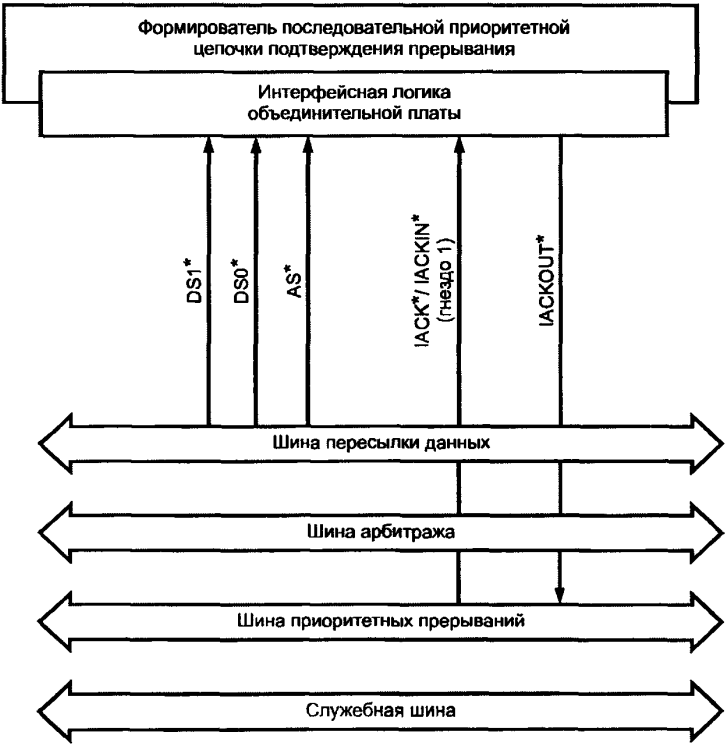 Формирователь последовательной приоритетной
цепочки подтверждения прерывания
Интерфейсная логика
объединительной платы
DS1*
DS0*
AS*
IACK*/ IACKIN*
(гнездо 1)
IACKOUT*
Шина пересылки данных
Шина арбитража
Шина приоритетных прерываний
Служебная шина